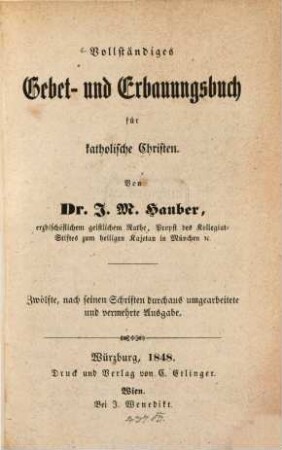 Vollständiges
Gebet- und Erbauungsbuch
für
katholische Christen.
Von
Dr. J. M. Hauber,
erzbischöflichem geistlichem Rathe, Propst des Kollegiat-
Stiftes zum heiligen Kajetan in München ꝛc.
Zwölfte, nach seinen Schriften durchaus umgearbeitete
und vermehrte Ausgabe.
Würzburg, 1848.
Druck und Verlag von C. Etlinger.
Wien.
Bei J. Wenedikt.